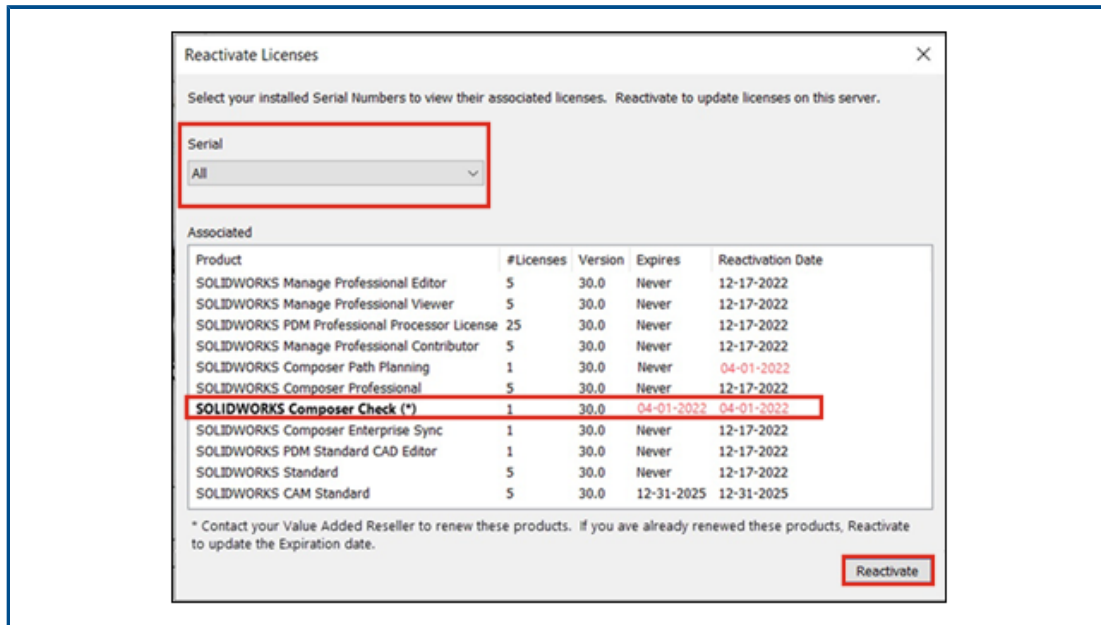 Reactivate Licenses
Select your installed Serial Numbers to view their associated licenses. Reactivate to update licenses on this server.
Serial
All
Associated
Product #Licenses Version Expires Reactivation Date
SOLIDWORKS Manage Professional Editor 5 30.0 Never 12-17-2022
SOLIDWORKS Manage Professional Viewer 5 30.0 Never 12-17-2022
SOLIDWORKS PDM Professional Processor License 25 30.0 Never 12-17-2022
SOLIDWORKS Manage Professional Contributor 5 30.0 Never 12-17-2022
SOLIDWORKS Composer Path Planning 1 30.0 Never 04-01-2022
SOLIDWORKS Composer Professional 5 30.0 Never 12-17-2022
SOLIDWORKS Composer Check (*) 1 30.0 04-01-2022 04-01-2022
SOLIDWORKS Composer Enterprise Sync 1 30.0 Never 12-17-2022
SOLIDWORKS PDM Standard CAD Editor 1 30.0 Never 12-17-2022
SOLIDWORKS Standard 5 30.0 Never 12-17-2022
SOLIDWORKS CAM Standard 5 30.0 12-31-2025 12-31-2025
* Contact your Value Added Reseller to renew these products. If you ave already renewed these products, Reactivate
to update the Expiration date.
Reactivate